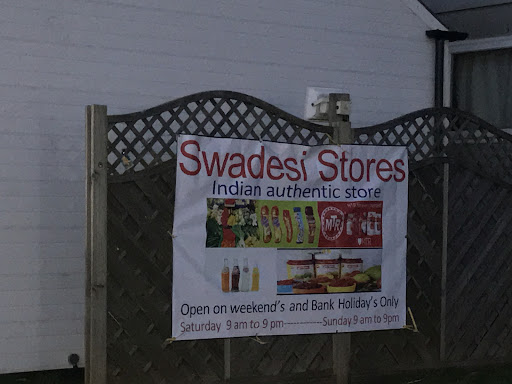 Swadesi Stores
Indian authentic store
MTR
Open on weekend's and Bank Holiday's Only
Saturday 9 am to 9 pm------------Sunday 9 am to 9pm